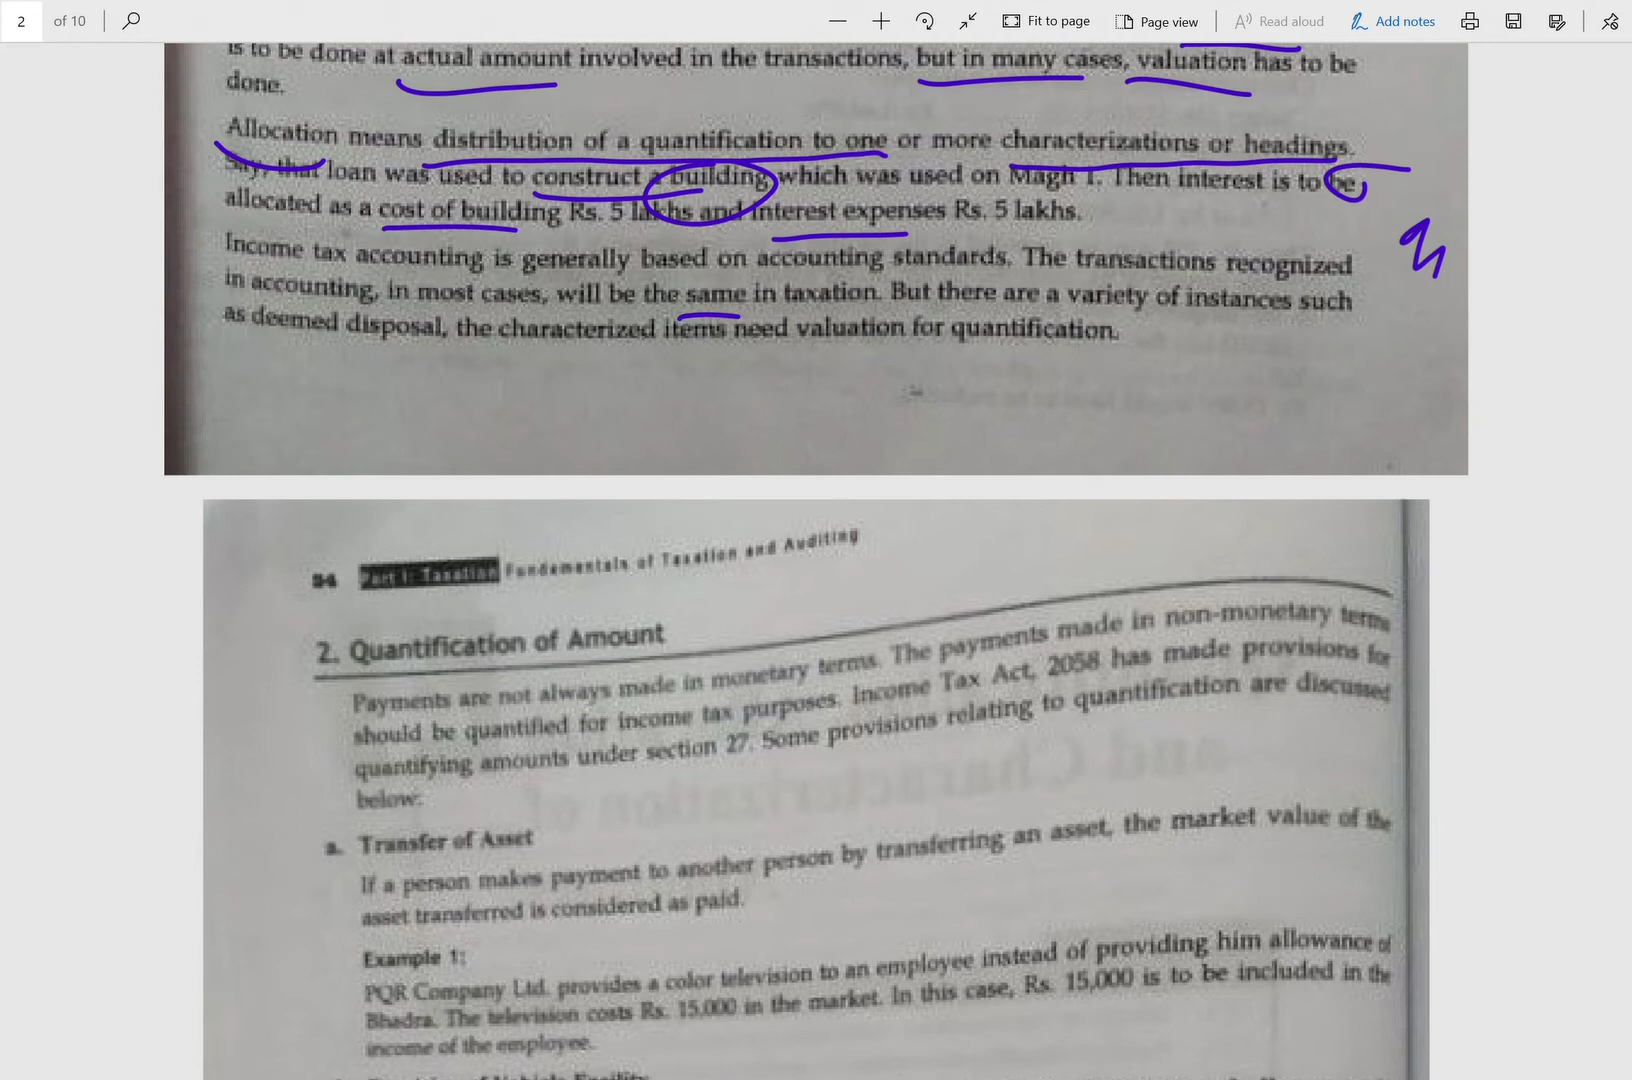 2 of 10 Fit to page Page view Read aloud Add notes
is to be done at actual amount involved in the transactions, but in many cases, valuation has to be
done.
Allocation means distribution of a quantification to one or more characterizations or headings.
Say, that loan was used to construct a building which was used on Magh 1. Then interest is to be
allocated as a cost of building Rs. 5 lakhs and interest expenses Rs. 5 lakhs.
Income tax accounting is generally based on accounting standards. The transactions recognized
in accounting, in most cases, will be the same in taxation. But there are a variety of instances such
as deemed disposal, the characterized items need valuation for quantification.
94 Part I: Taxation Fundamentals of Taxation and Auditing
2. Quantification of Amount
Payments are not always made in monetary terms. The payments made in non-monetary terms
should be quantified for income tax purposes. Income Tax Act, 2058 has made provisions for
quantifying amounts under section 27. Some provisions relating to quantification are discussed
below:
a. Transfer of Asset
If a person makes payment to another person by transferring an asset, the market value of the
asset transferred is considered as paid.
Example 1:
PQR Company Ltd. provides a color television to an employee instead of providing him allowance of
Bhadra. The television costs Rs. 15,000 in the market. In this case, Rs. 15,000 is to be included in the
income of the employee.